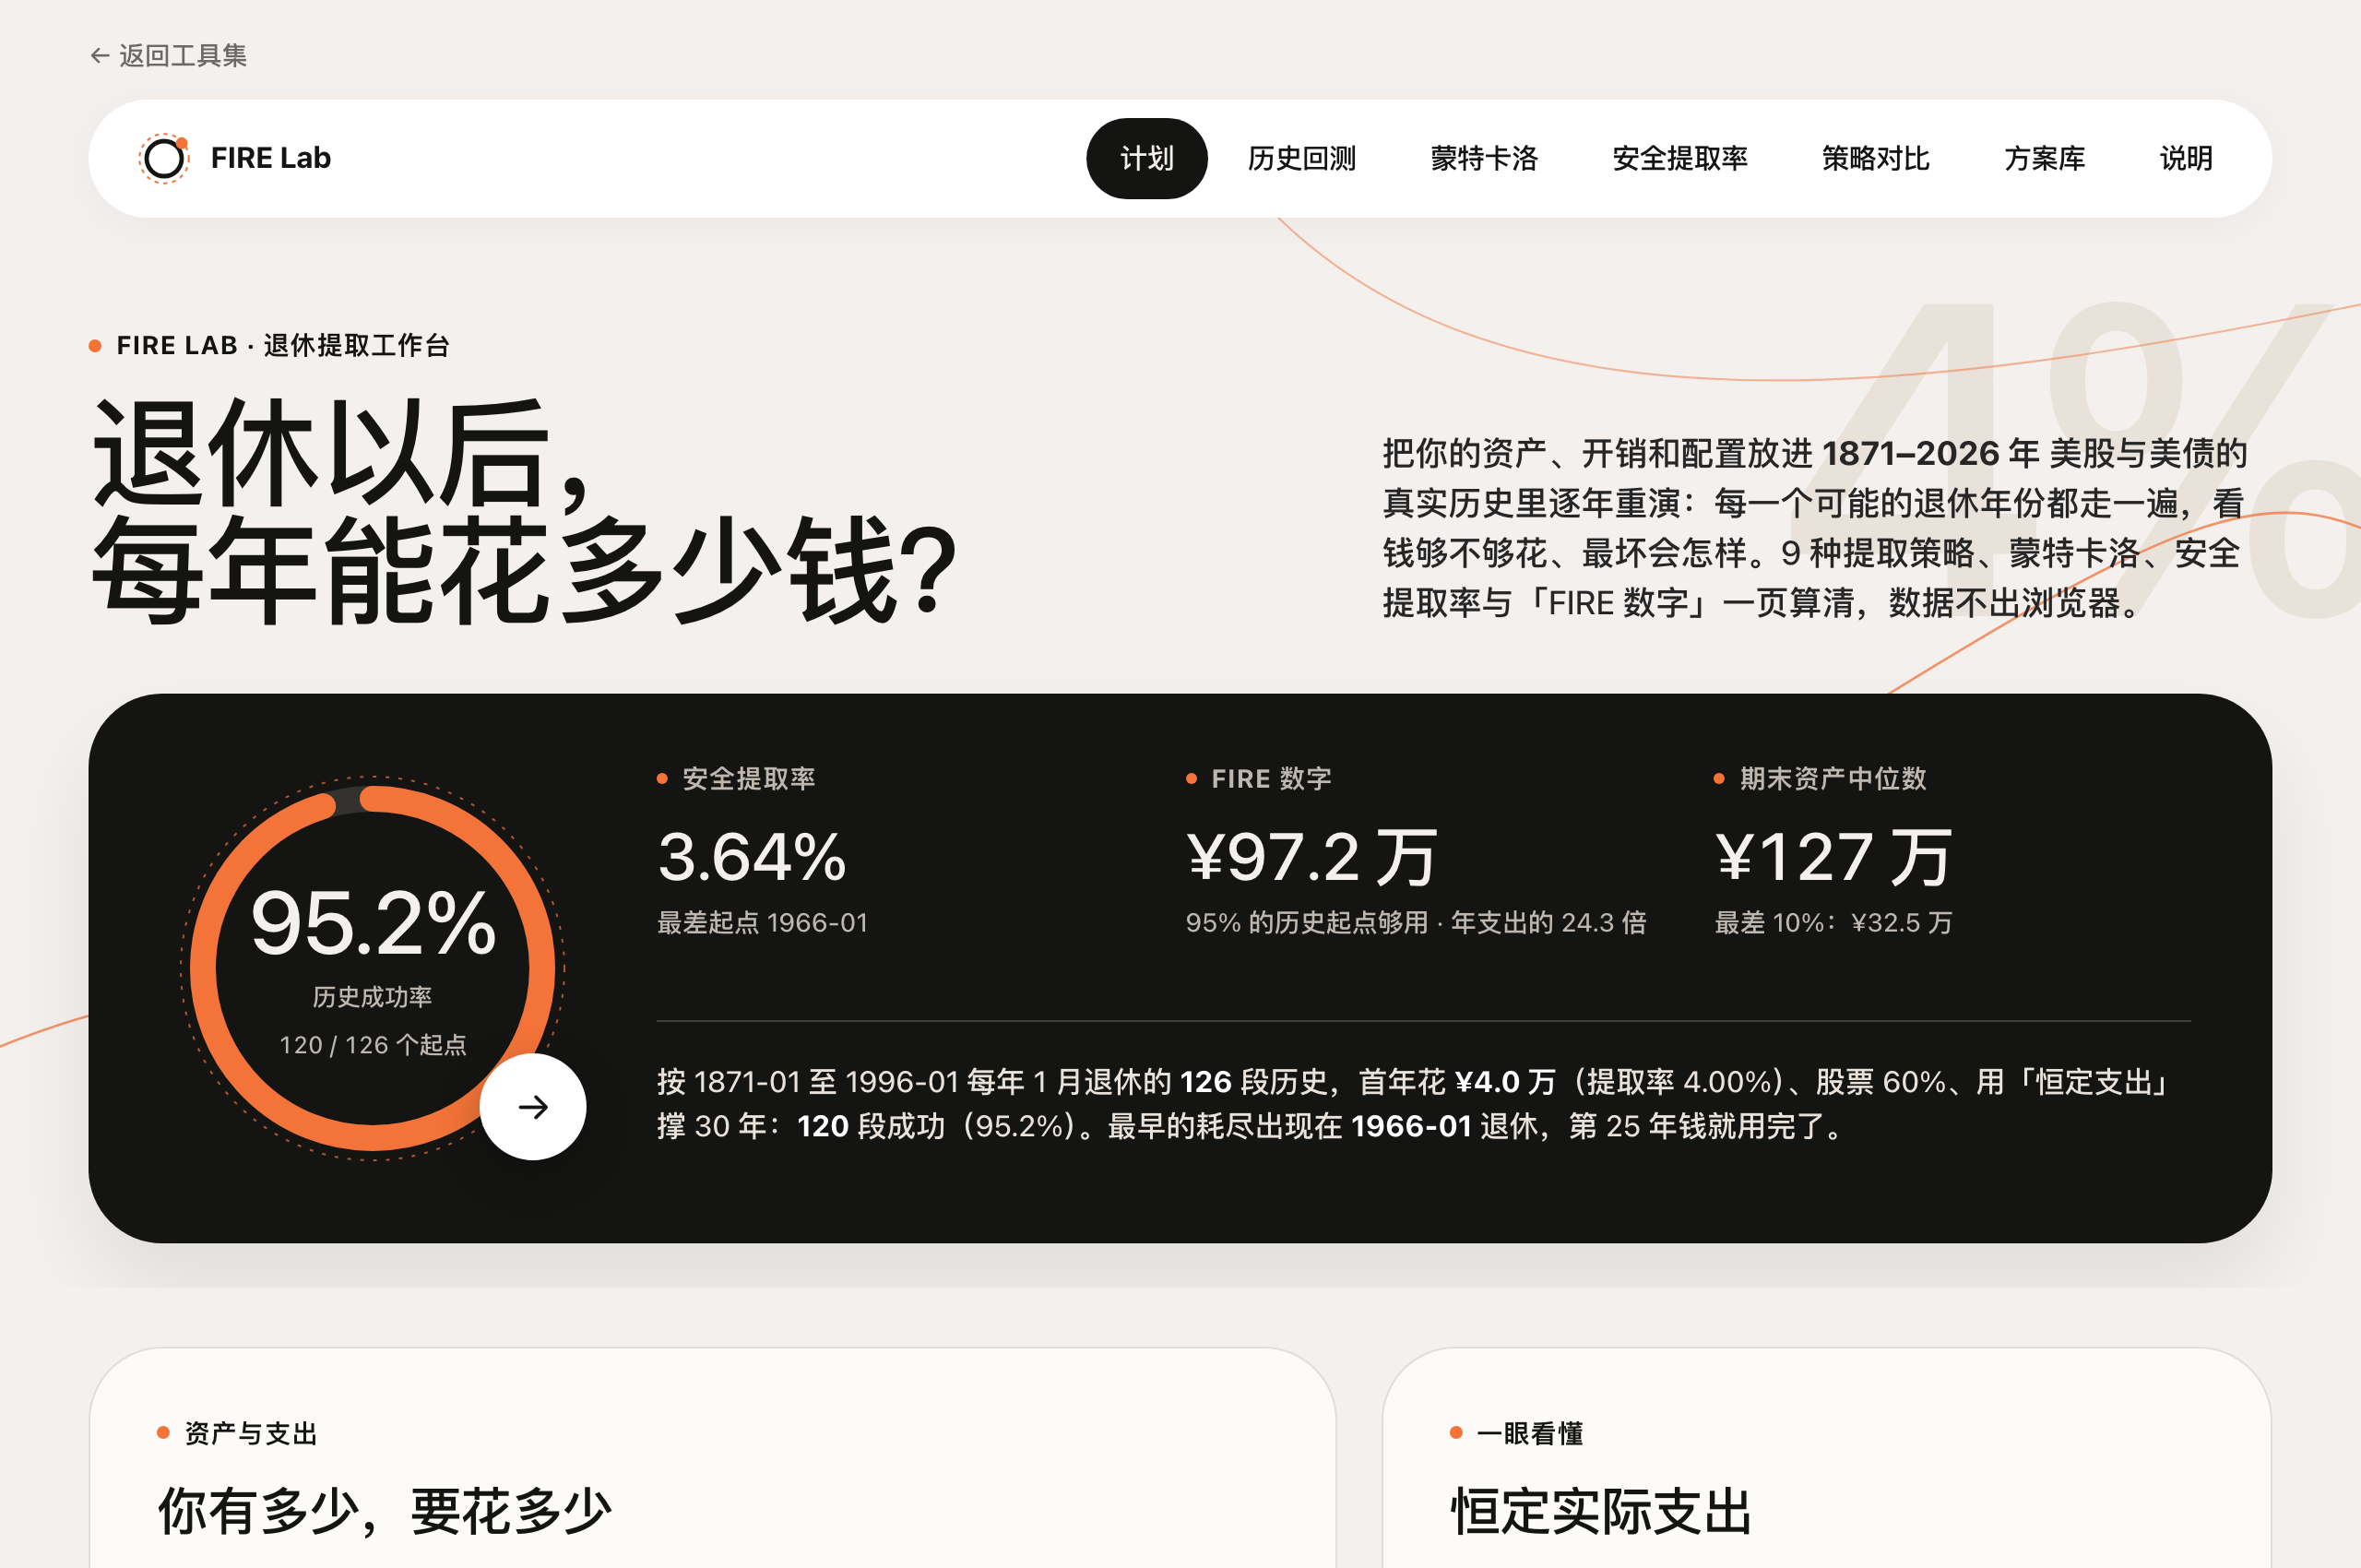 ← 返回工具集
FIRE Lab
计划
历史回测
蒙特卡洛
安全提取率
策略对比
方案库
说明
4%
FIRE LAB · 退休提取工作台
退休以后，
每年能花多少钱？
把你的资产、开销和配置放进 1871–2026 年 美股与美债的
真实历史里逐年重演：每一个可能的退休年份都走一遍，看
钱够不够花、最坏会怎样。9 种提取策略、蒙特卡洛、安全
提取率与「FIRE 数字」一页算清，数据不出浏览器。
95.2%
历史成功率
120 / 126 个起点
→
安全提取率
3.64%
最差起点 1966-01
FIRE 数字
¥97.2 万
95% 的历史起点够用 · 年支出的 24.3 倍
期末资产中位数
¥127 万
最差 10%：¥32.5 万
按 1871-01 至 1996-01 每年 1 月退休的 126 段历史，首年花 ¥4.0 万（提取率 4.00%）、股票 60%、用「恒定支出」
撑 30 年：120 段成功（95.2%）。最早的耗尽出现在 1966-01 退休，第 25 年钱就用完了。
资产与支出
你有多少，要花多少
一眼看懂
恒定实际支出